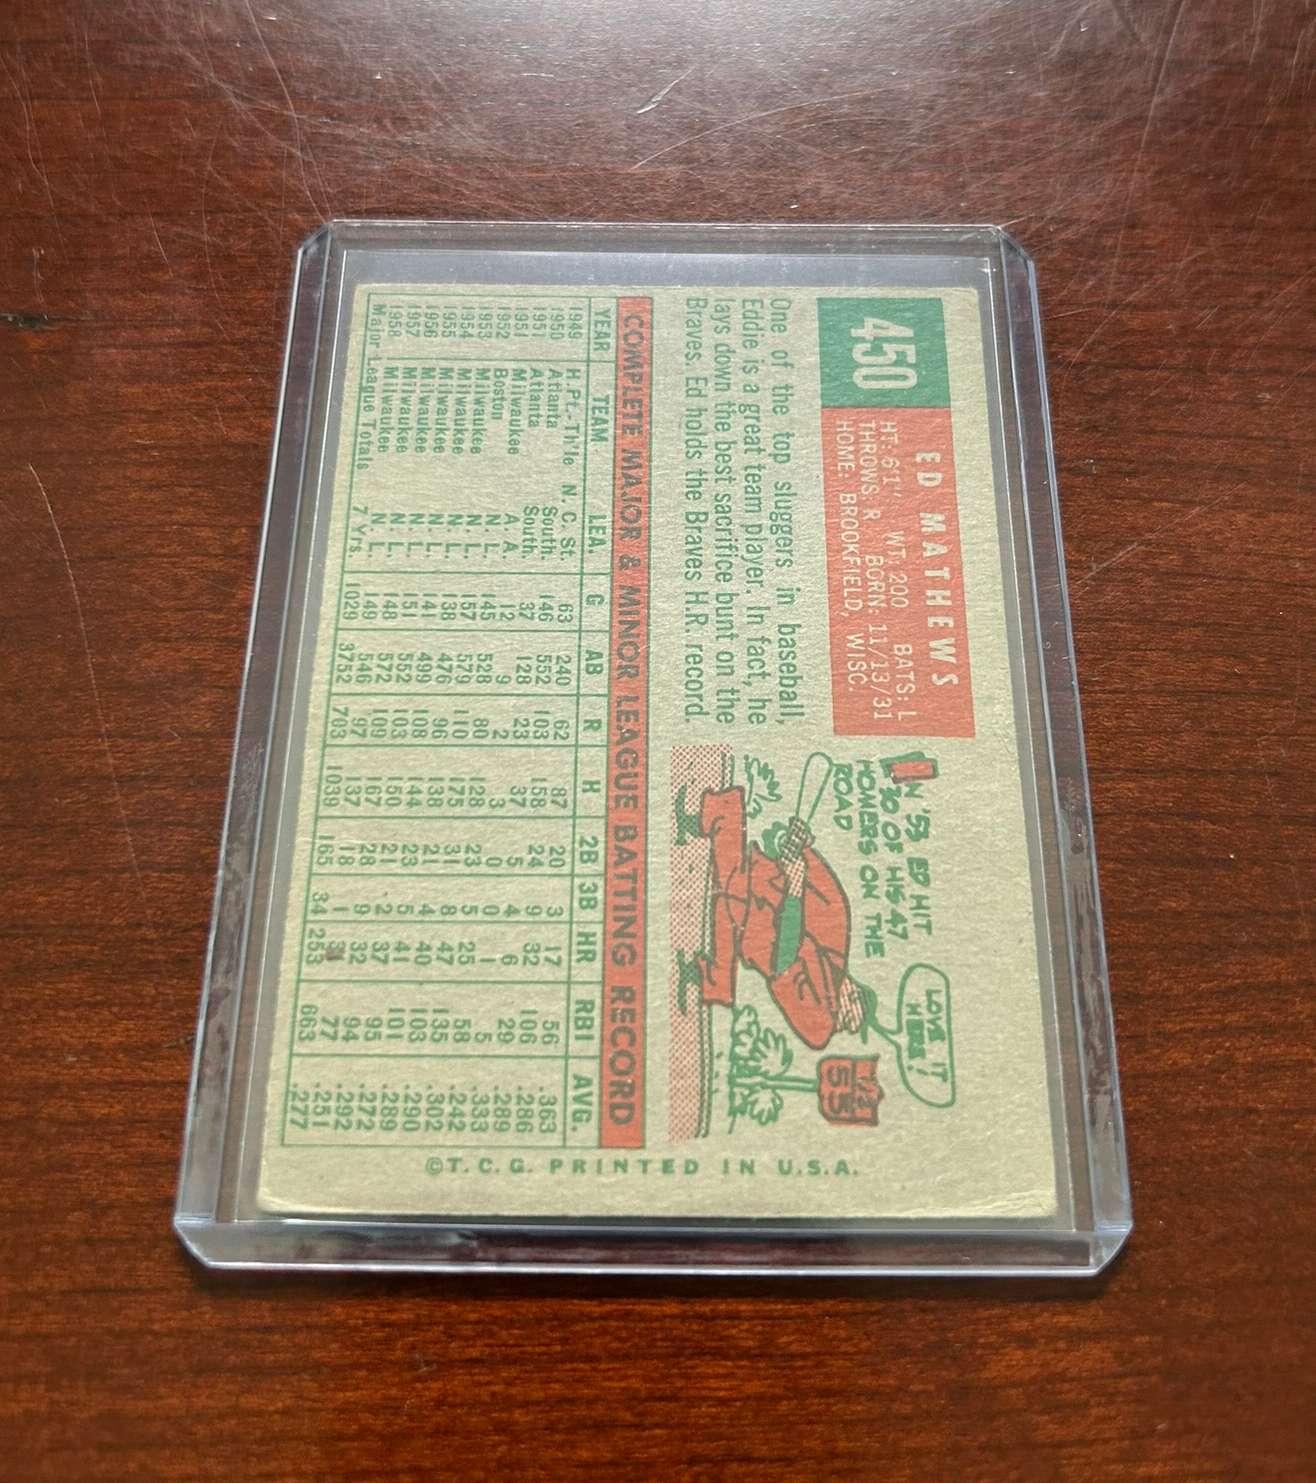 450
ED MATHEWS
HT: 6'1" WT: 200 BATS: L
THROWS: R BORN: 11/13/31
HOME: BROOKFIELD, WISC.
One of the top sluggers in baseball,
Eddie is a great team player. In fact, he
lays down the best sacrifice bunt on the
Braves. Ed holds the Braves H.R. record.
IN '53 ED HIT
30 OF HIS 47
HOMERS ON THE
ROAD
LOVE IT
HERE!
U.S.
55
COMPLETE MAJOR & MINOR LEAGUE BATTING RECORD
YEAR TEAM LEA. G AB R H 2B 3B HR RBI AVG.
1949 H.Pt.-Th'le N. C. St. 63 240 62 87 20 3 17 56 .363
1950 Atlanta South. 146 552 103 158 24 9 32 106 .286
1951 Atlanta South. 37 128 23 37 5 4 6 29 .289
1951 Milwaukee A. A. 12 9 2 3 0 0 1 5 .333
1952 Boston N. L. 145 528 80 128 23 5 25 58 .242
1953 Milwaukee N. L. 157 579 110 175 31 8 47 135 .302
1954 Milwaukee N. L. 138 476 96 138 21 4 40 103 .290
1955 Milwaukee N. L. 141 499 108 144 23 5 41 101 .289
1956 Milwaukee N. L. 151 552 103 150 21 2 37 95 .272
1957 Milwaukee N. L. 148 572 109 167 28 9 32 94 .292
1958 Milwaukee N. L. 149 546 97 137 18 1 31 77 .251
Major League Totals 7 Yrs. 1029 3752 703 1039 165 34 253 663 .277
©T. C. G. PRINTED IN U.S.A.